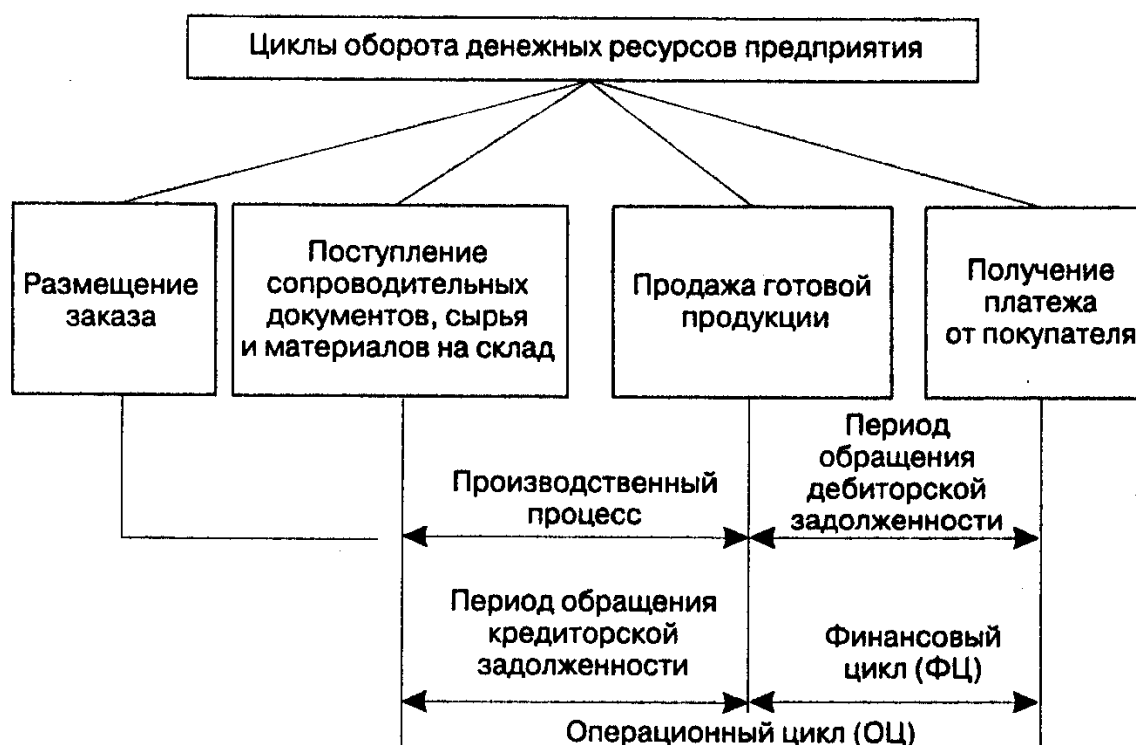 Циклы оборота денежных ресурсов предприятия
Размещение
заказа
Поступление
сопроводительных
документов, сырья
и материалов на склад
Продажа готовой
продукции
Получение
платежа
от покупателя
Производственный
процесс
Период
обращения
дебиторской
задолженности
Период обращения
кредиторской
задолженности
Финансовый
цикл (ФЦ)
Операционный цикл (ОЦ)